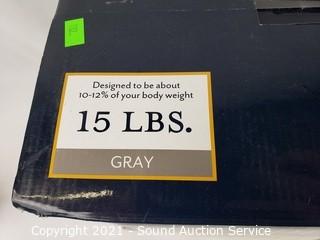 Designed to be about
10-12% of your body weight
15 LBS.
GRAY
Copyright 2021 - Sound Auction Service